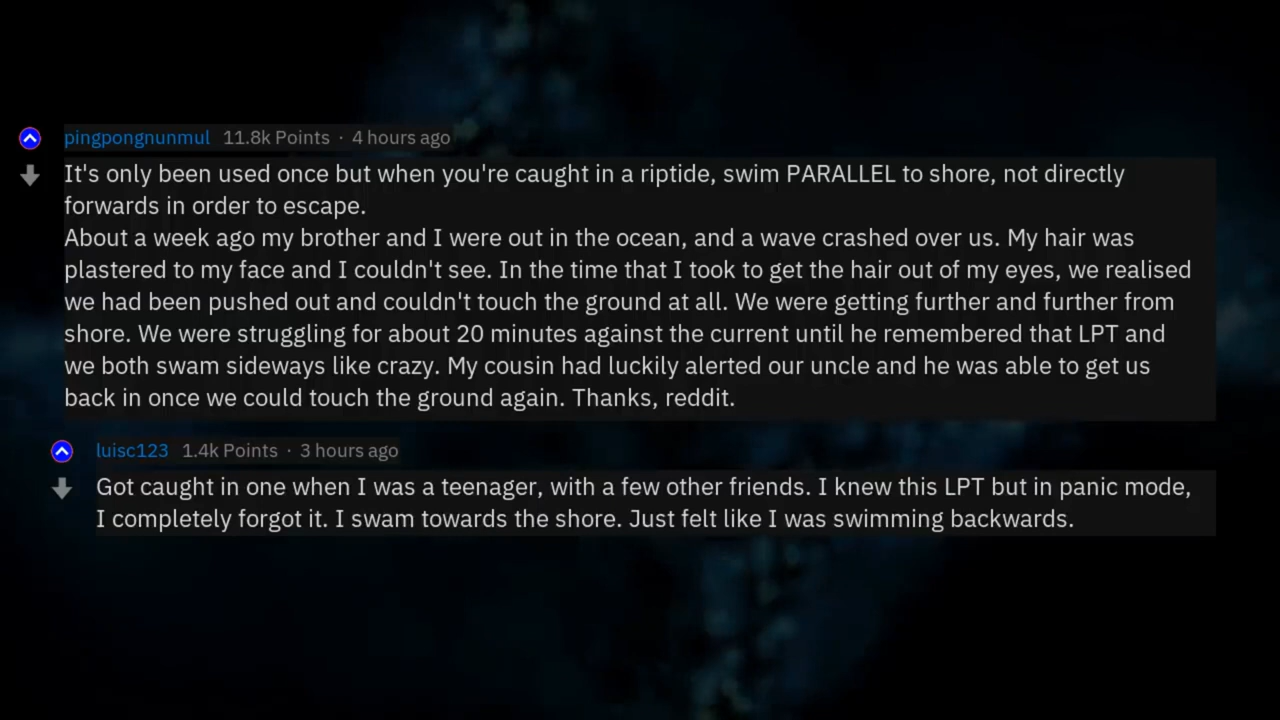 pingpongnunmul 11.8k Points · 4 hours ago
It's only been used once but when you're caught in a riptide, swim PARALLEL to shore, not directly
forwards in order to escape.
About a week ago my brother and I were out in the ocean, and a wave crashed over us. My hair was
plastered to my face and I couldn't see. In the time that I took to get the hair out of my eyes, we realised
we had been pushed out and couldn't touch the ground at all. We were getting further and further from
shore. We were struggling for about 20 minutes against the current until he remembered that LPT and
we both swam sideways like crazy. My cousin had luckily alerted our uncle and he was able to get us
back in once we could touch the ground again. Thanks, reddit.
luisc123 1.4k Points · 3 hours ago
Got caught in one when I was a teenager, with a few other friends. I knew this LPT but in panic mode,
I completely forgot it. I swam towards the shore. Just felt like I was swimming backwards.